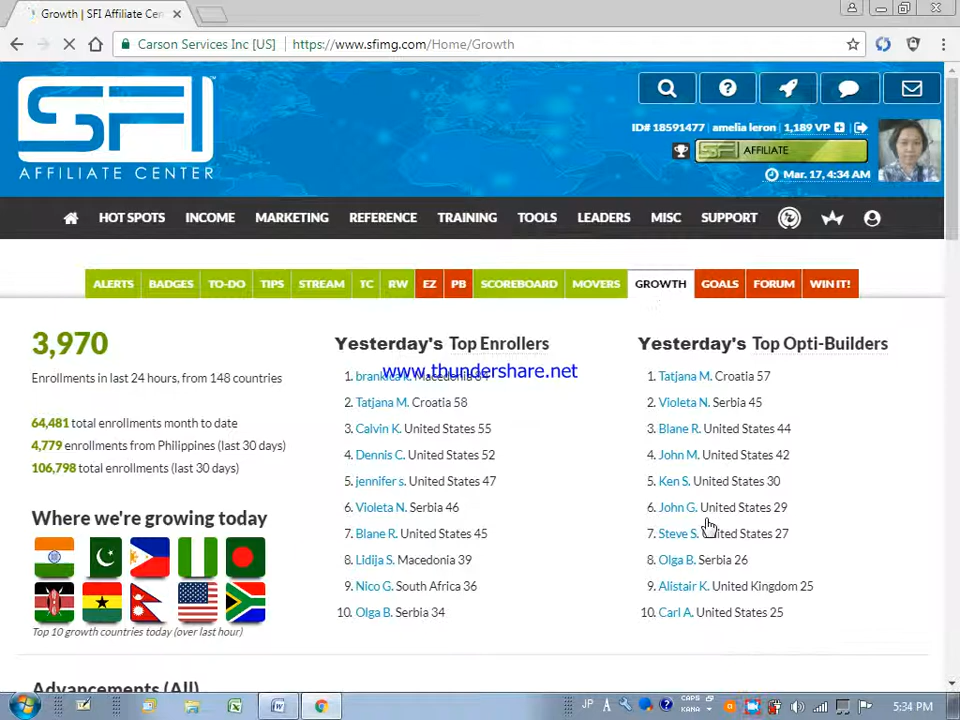 Growth | SFI Affiliate Cen
Carson Services Inc [US]
https://www.sfimg.com/Home/Growth
SFI
AFFILIATE CENTER
ID# 18591477 | amelia leron | 1,189 VP
SFI AFFILIATE
Mar. 17, 4:34 AM
HOT SPOTS INCOME MARKETING REFERENCE TRAINING TOOLS LEADERS MISC SUPPORT
ALERTS BADGES TO-DO TIPS STREAM TC RW EZ PB SCOREBOARD MOVERS GROWTH GOALS FORUM WIN IT!
3,970
Enrollments in last 24 hours, from 148 countries
64,481 total enrollments month to date
4,779 enrollments from Philippines (last 30 days)
106,798 total enrollments (last 30 days)
Where we're growing today
Top 10 growth countries today (over last hour)
Yesterday's Top Enrollers
www.thundershare.net
1. Macedonia
2. Tatjana M. Croatia 58
3. Calvin K. United States 55
4. Dennis C. United States 52
5. jennifer s. United States 47
6. Violeta N. Serbia 46
7. Blane R. United States 45
8. Lidija S. Macedonia 39
9. Nico G. South Africa 36
10. Olga B. Serbia 34
Yesterday's Top Opti-Builders
1. Tatjana M. Croatia 57
2. Violeta N. Serbia 45
3. Blane R. United States 44
4. John M. United States 42
5. Ken S. United States 30
6. John G. United States 29
7. Steve S. United States 27
8. Olga B. Serbia 26
9. Alistair K. United Kingdom 25
10. Carl A. United States 25
Advancements (All)
JP A CAPS KANA
5:34 PM